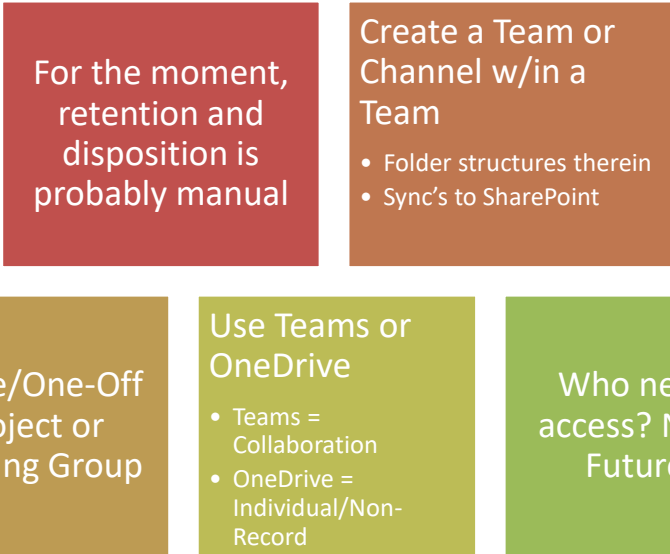 For the moment,
retention and
disposition is
probably manual
Create a Team or
Channel w/in a
Team
• Folder structures therein
• Sync's to SharePoint
/One-Off
or
Group
Use Teams or
OneDrive
• Teams =
Collaboration
• OneDrive =
Individual/Non-
Record
Who
access?